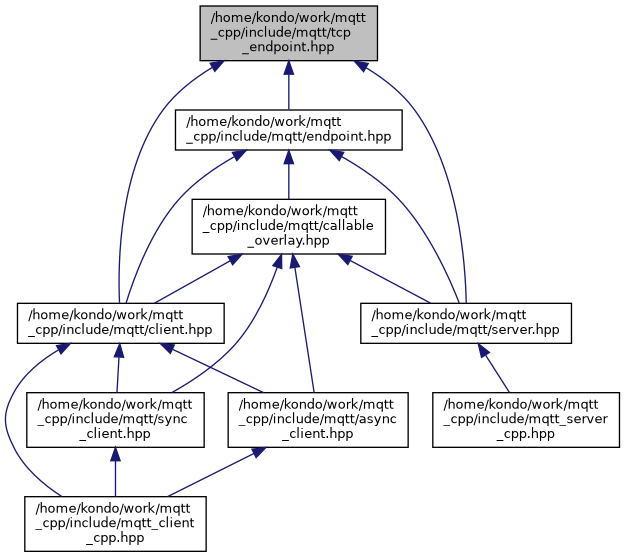 /home/kondo/work/mqtt
_cpp/include/mqtt/tcp
_endpoint.hpp
/home/kondo/work/mqtt
_cpp/include/mqtt/endpoint.hpp
/home/kondo/work/mqtt
_cpp/include/mqtt/callable
_overlay.hpp
/home/kondo/work/mqtt
_cpp/include/mqtt/client.hpp
/home/kondo/work/mqtt
_cpp/include/mqtt/server.hpp
/home/kondo/work/mqtt
_cpp/include/mqtt/sync
_client.hpp
/home/kondo/work/mqtt
_cpp/include/mqtt/async
_client.hpp
/home/kondo/work/mqtt
_cpp/include/mqtt_server
_cpp.hpp
/home/kondo/work/mqtt
_cpp/include/mqtt_client
_cpp.hpp